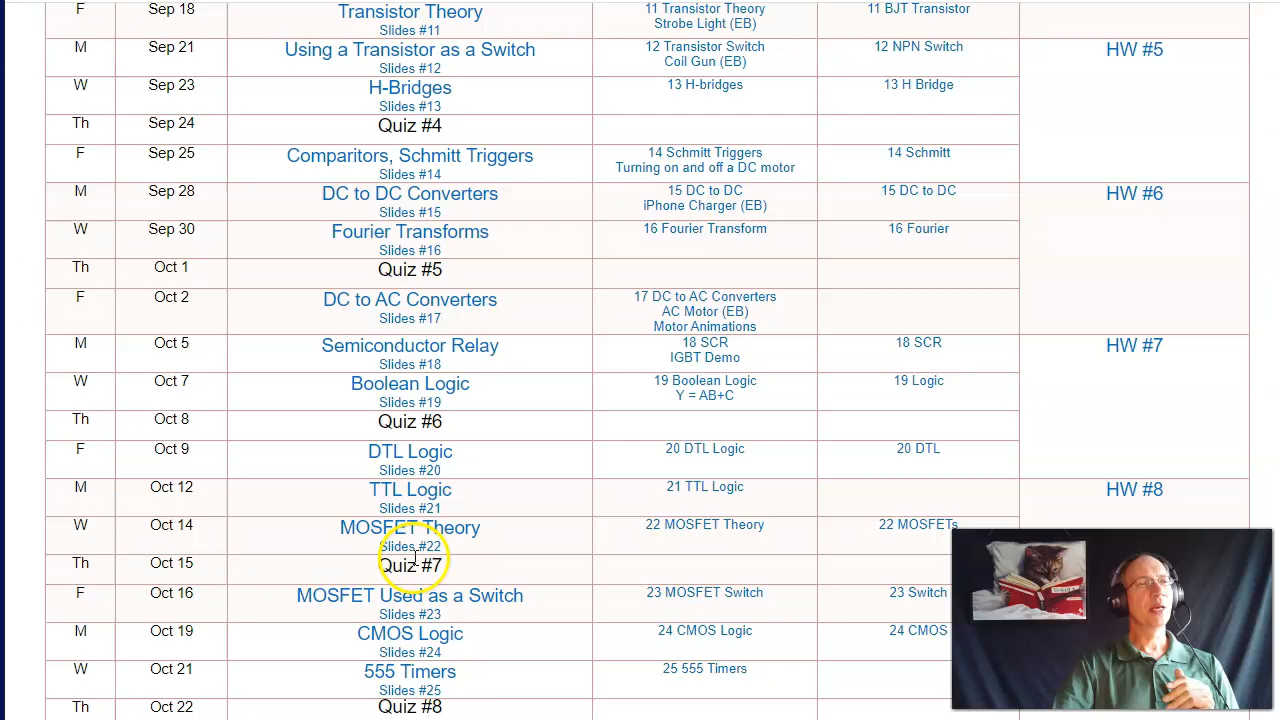 F Sep 18 Transistor Theory 11 Transistor Theory 11 BJT Transistor
Slides #11 Strobe Light (EB)
M Sep 21 Using a Transistor as a Switch 12 Transistor Switch 12 NPN Switch HW #5
Slides #12 Coil Gun (EB)
W Sep 23 H-Bridges 13 H-bridges 13 H Bridge
Slides #13
Th Sep 24 Quiz #4
F Sep 25 Comparitors, Schmitt Triggers 14 Schmitt Triggers 14 Schmitt
Slides #14 Turning on and off a DC motor
M Sep 28 DC to DC Converters 15 DC to DC 15 DC to DC HW #6
Slides #15 iPhone Charger (EB)
W Sep 30 Fourier Transforms 16 Fourier Transform 16 Fourier
Slides #16
Th Oct 1 Quiz #5
F Oct 2 DC to AC Converters 17 DC to AC Converters
Slides #17 AC Motor (EB)
Motor Animations
M Oct 5 Semiconductor Relay 18 SCR 18 SCR HW #7
Slides #18 IGBT Demo
W Oct 7 Boolean Logic 19 Boolean Logic 19 Logic
Slides #19 Y = AB+C
Th Oct 8 Quiz #6
F Oct 9 DTL Logic 20 DTL Logic 20 DTL
Slides #20
M Oct 12 TTL Logic 21 TTL Logic HW #8
Slides #21
W Oct 14 MOSFET Theory 22 MOSFET Theory 22 MOSFETs
Slides #22
Th Oct 15 Quiz #7
F Oct 16 MOSFET Used as a Switch 23 MOSFET Switch 23 Switch
Slides #23
M Oct 19 CMOS Logic 24 CMOS Logic 24 CMOS
Slides #24
W Oct 21 555 Timers 25 555 Timers
Slides #25
Th Oct 22 Quiz #8